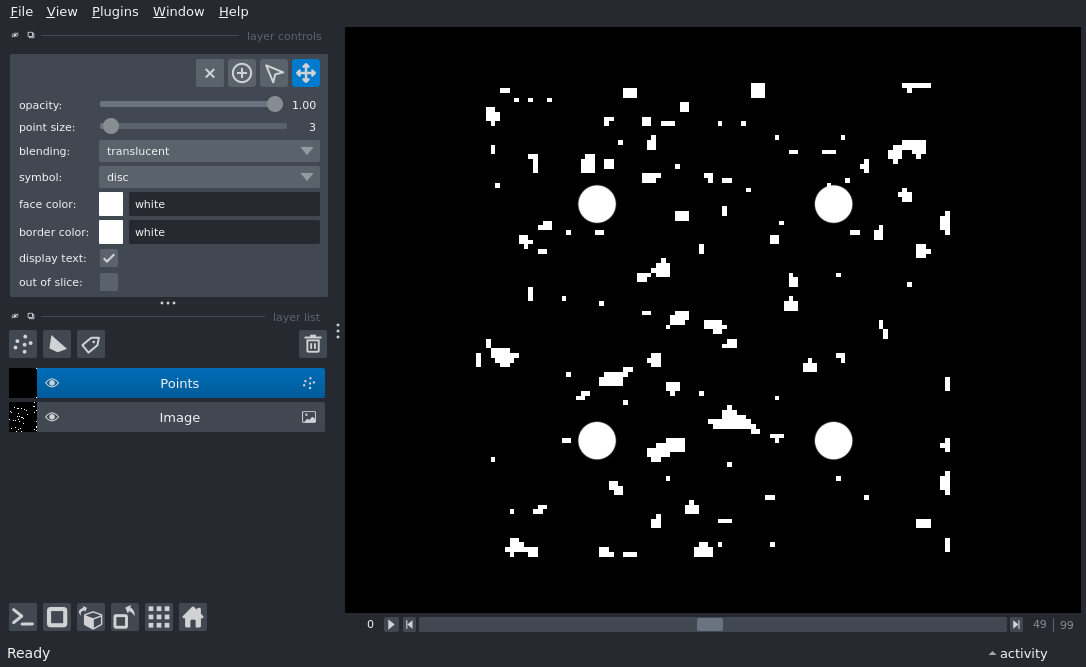 File View Plugins Window Help
layer controls
opacity: 1.00
point size: 3
blending: translucent
symbol: disc
face color: white
border color: white
display text:
out of slice:
layer list
Points
Image
0 49 99
Ready activity